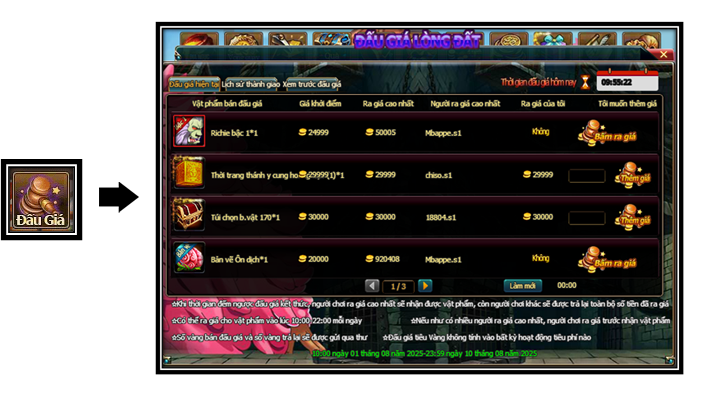 ĐẤU GIÁ LÒNG ĐẤT
Đấu giá hiện tại Lịch sử thành giao Xem trước đấu giá Thời gian đấu giá hôm nay 09:55:22
Vật phẩm bán đấu giá Giá khởi điểm Ra giá cao nhất Người ra giá cao nhất Ra giá của tôi Tôi muốn thêm giá
Richie bậc 1*1 24999 50005 Mbappe.s1 Không Bấm ra giá
Thời trang thánh y cung 29999 29999 chiso.s1 29999 Thêm giá
Túi chọn b.vật 170*1 30000 30000 18804.s1 30000 Thêm giá
Bản vẽ Ôn dịch*1 20000 920408 Mbappe.s1 Không Bấm ra giá
Đấu Giá
1/3 Làm mới 00:00
☆Khi thời gian đếm ngược đấu giá kết thúc, người chơi ra giá cao nhất sẽ nhận được vật phẩm, còn người chơi khác sẽ được trả lại toàn bộ số tiền đã ra giá
☆Có thể ra giá cho vật phẩm vào lúc 10:00-22:00 mỗi ngày ☆Nếu như có nhiều người ra giá cao nhất, người chơi ra giá trước nhận vật phẩm
☆Số vàng bán đấu giá và số vàng trả lại sẽ được gửi qua thư ☆Đấu giá tiêu Vàng không tính vào bất kỳ hoạt động tiêu phí nào
10:00 ngày 01 tháng 08 năm 2025-23:59 ngày 10 tháng 08 năm 2025